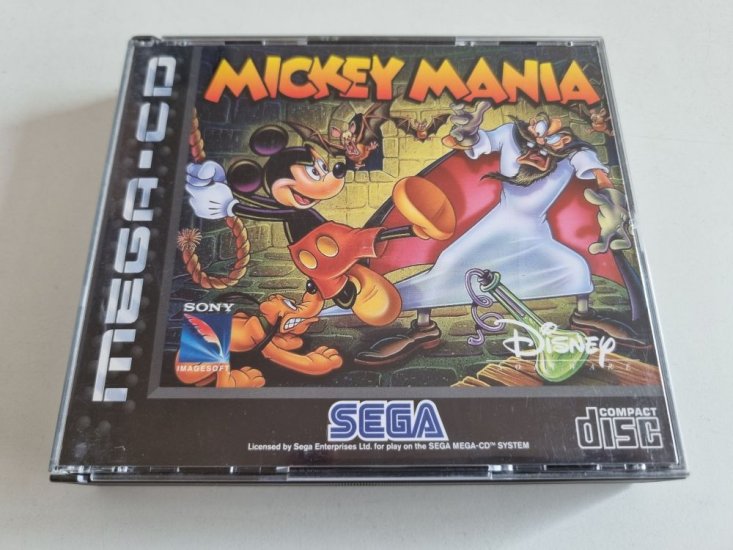 MICKEY MANIA
MEGA-CD
SONY
IMAGESOFT
DISNEY
SOFTWARE
SEGA
COMPACT
disc
Licensed by Sega Enterprises Ltd. for play on the SEGA MEGA-CD™ SYSTEM